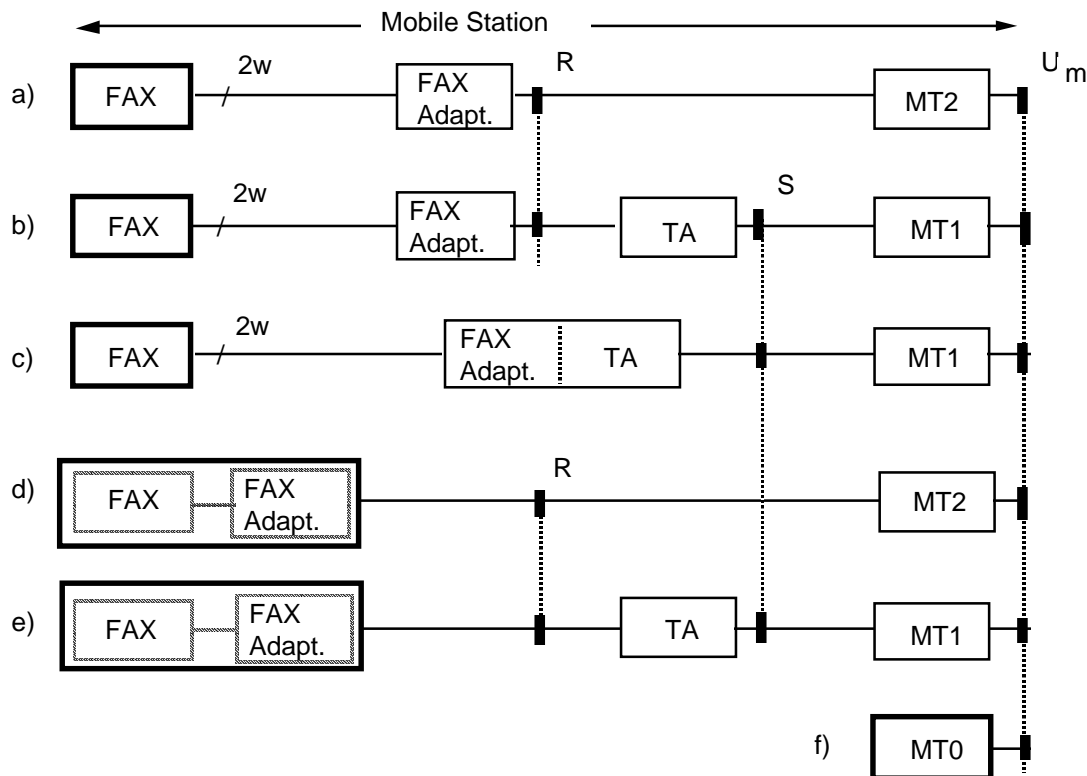 Mobile Station
R
U m
a)
FAX
2w
FAX
Adapt.
MT2
b)
FAX
2w
FAX
Adapt.
TA
S
MT1
c)
FAX
2w
FAX
Adapt.
TA
MT1
d)
FAX
FAX
Adapt.
R
MT2
e)
FAX
FAX
Adapt.
TA
MT1
f)
MT0